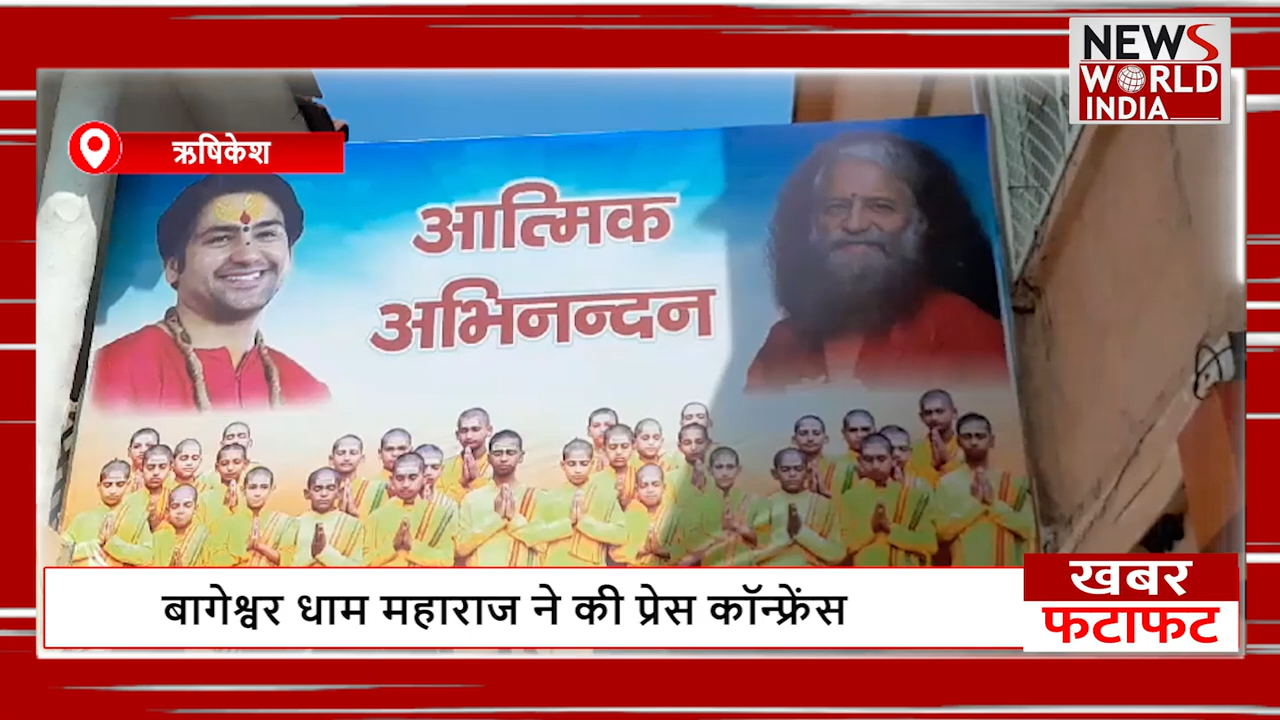 NEWS
WORLD
INDIA
ऋषिकेश
आत्मिक
अभिनन्दन
बागेश्वर धाम महाराज ने की प्रेस कॉन्फ्रेंस
खबर
फटाफट